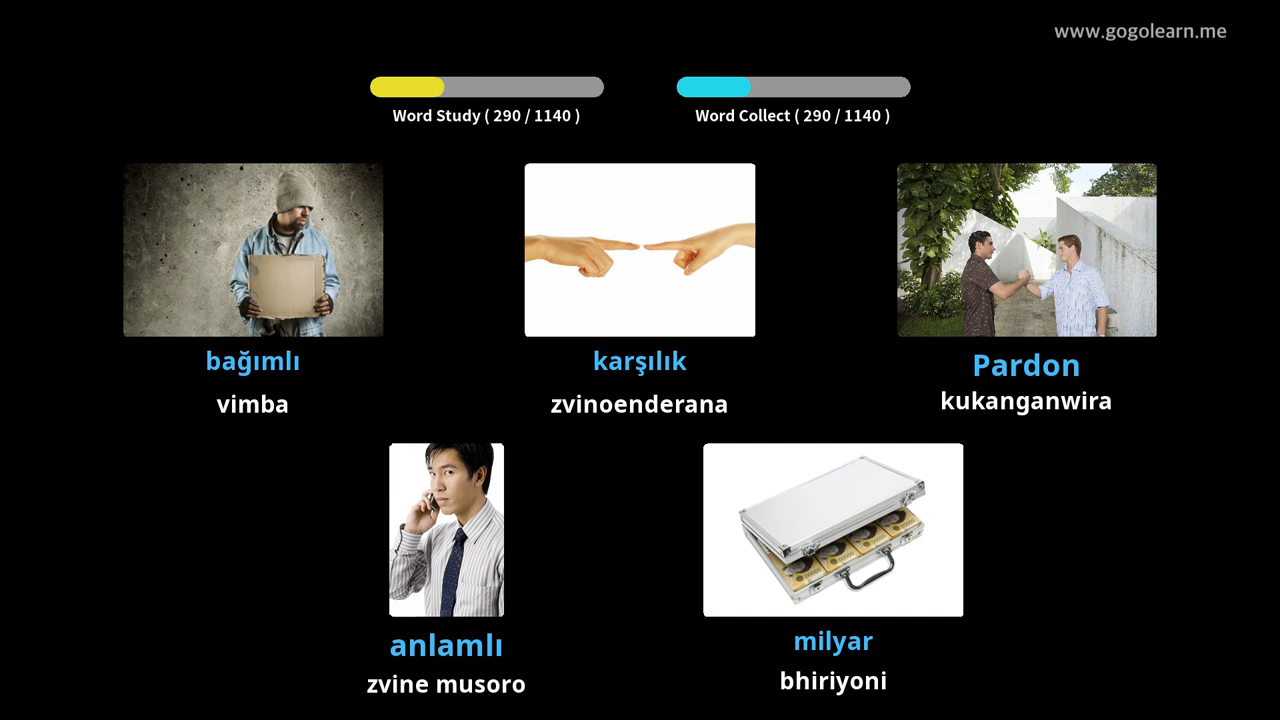 www.gogolearn.me
Word Study ( 290 / 1140 )
Word Collect ( 290 / 1140 )
bağımlı
vimba
karşılık
zvinoenderana
Pardon
kukanganwira
anlamlı
zvine musoro
milyar
bhiriyoni